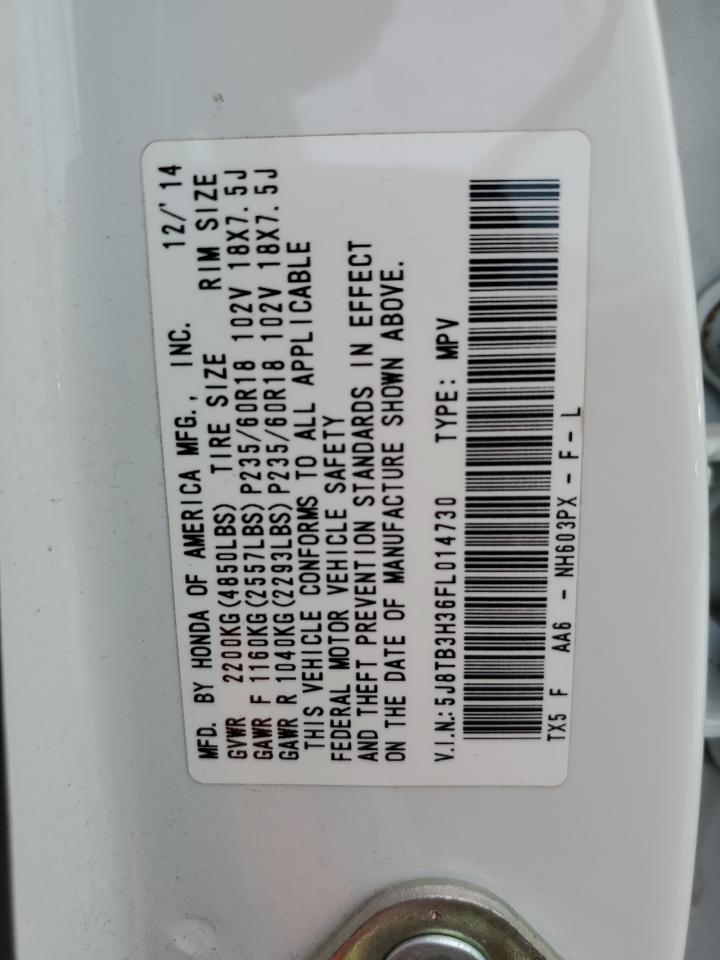 MFD. BY HONDA OF AMERICA MFG., INC. 12/'14
GVWR 2200KG(4850LBS) TIRE SIZE RIM SIZE
GAWR F 1160KG(2557LBS)P235/60R18 102V 18X7.5J
GAWR R 1040KG(2293LBS)P235/60R18 102V 18X7.5J
THIS VEHICLE CONFORMS TO ALL APPLICABLE
FEDERAL MOTOR VEHICLE SAFETY
AND THEFT PREVENTION STANDARDS IN EFFECT
ON THE DATE OF MANUFACTURE SHOWN ABOVE.
V.I.N.:5J8TB3H36FL014730 TYPE: MPV
TX5 F AA6 - NH603PX - F - L